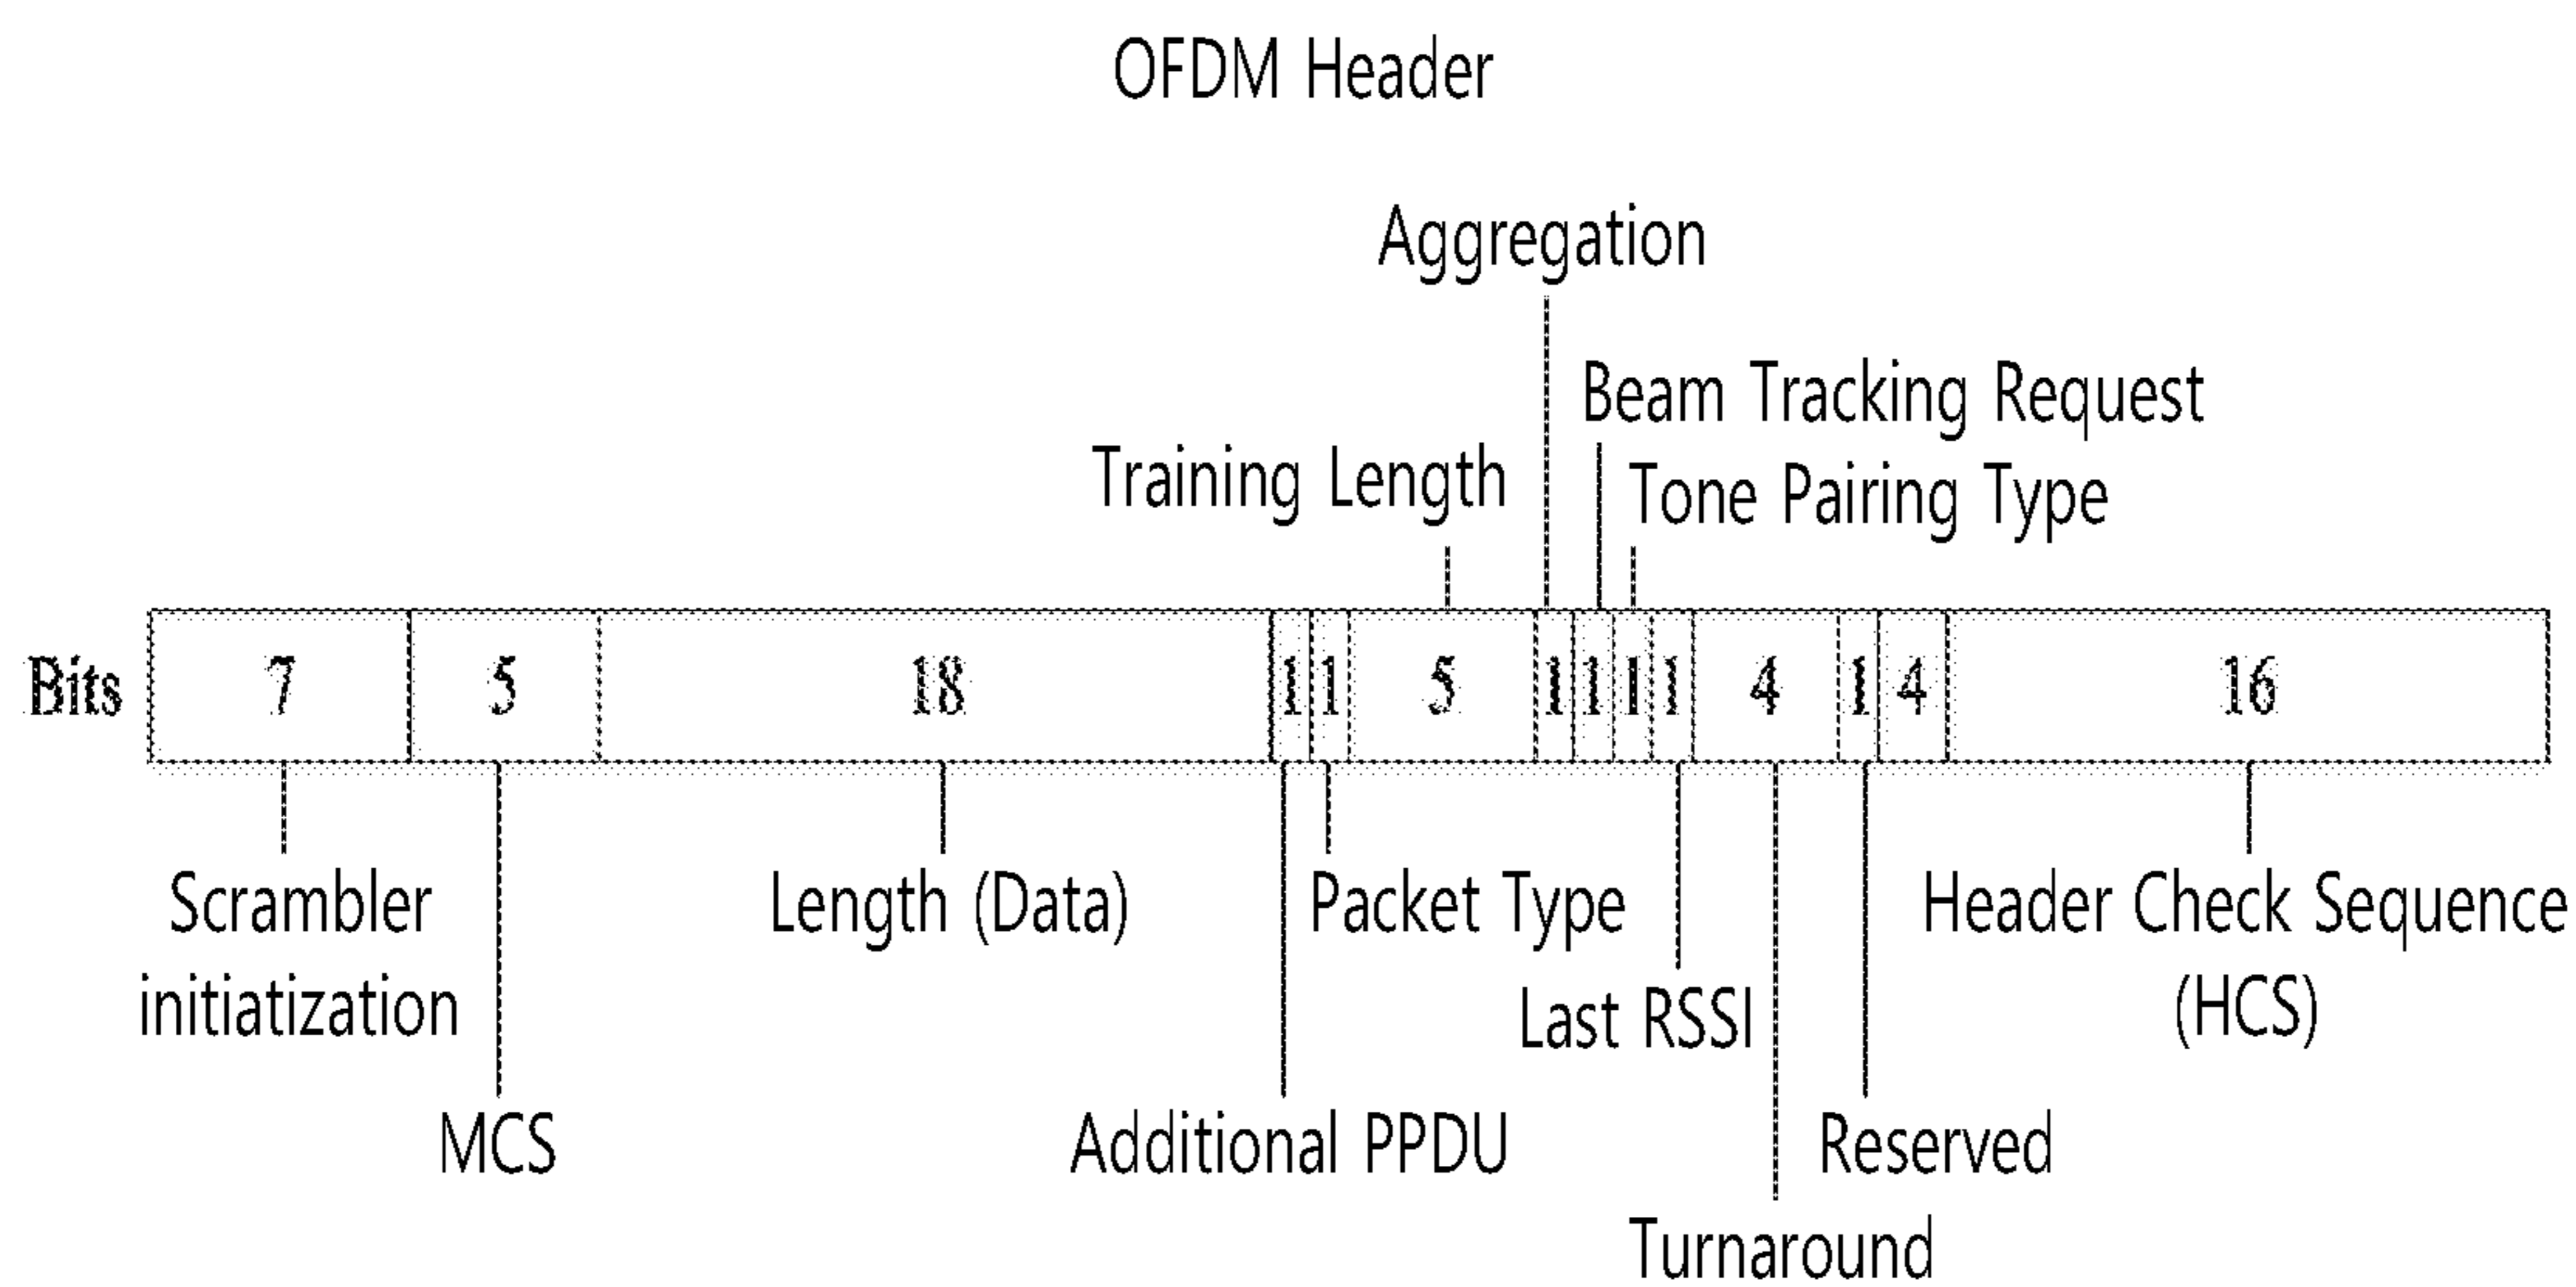 OFDM Header
Aggregation
Beam Tracking Request
Training Length
Tone Pairing Type
Bits 7 5 18 1 1 5 1 1 1 1 4 1 4 16
Scrambler
initiatization
Length (Data)
Packet Type
Header Check Sequence
(HCS)
Last RSSI
MCS
Additional PPDU
Reserved
Turnaround